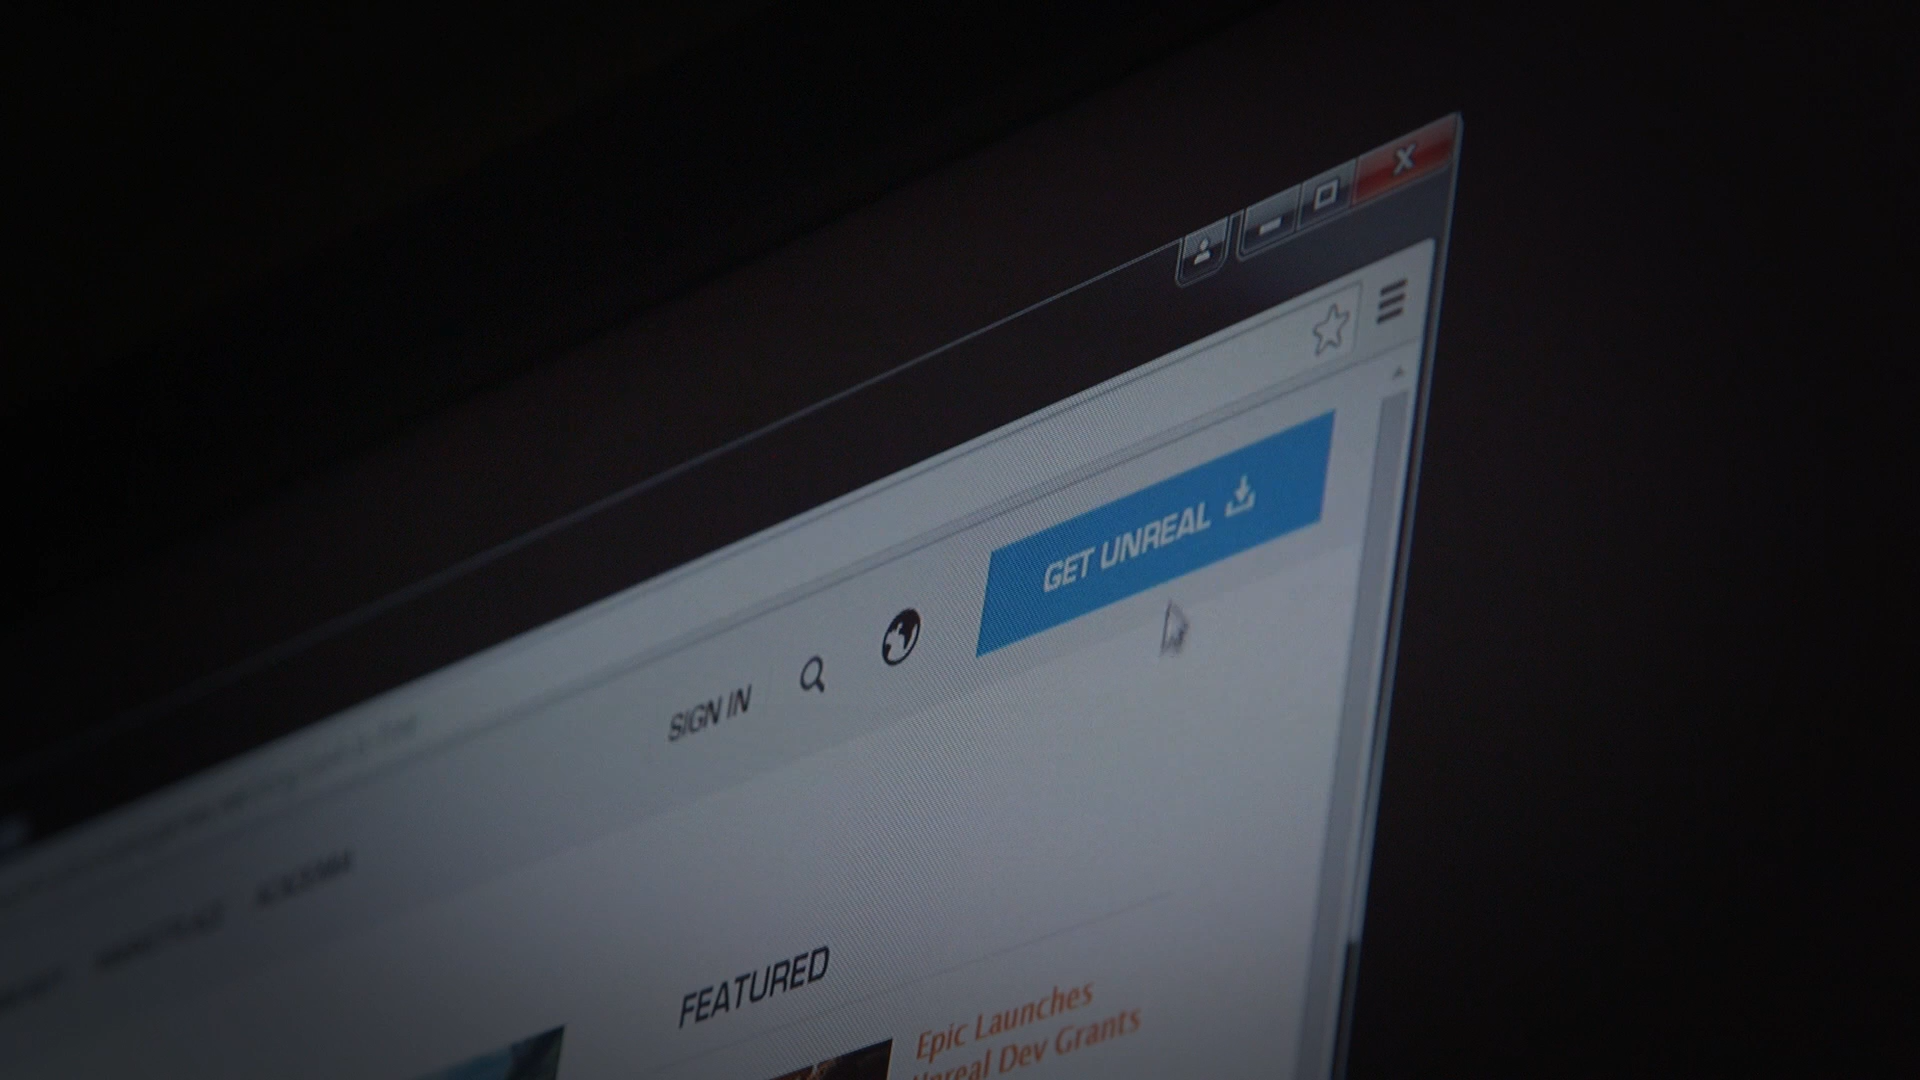 GET UNREAL
SIGN IN
FEATURED
Epic Launches
Unreal Dev Grants